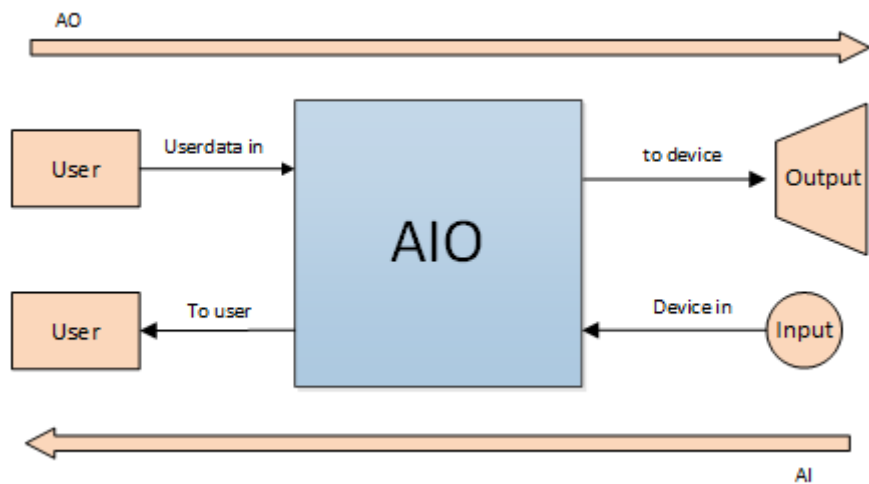 AO
User
Userdata in
AIO
to device
Output
User
To user
Device in
Input
AI